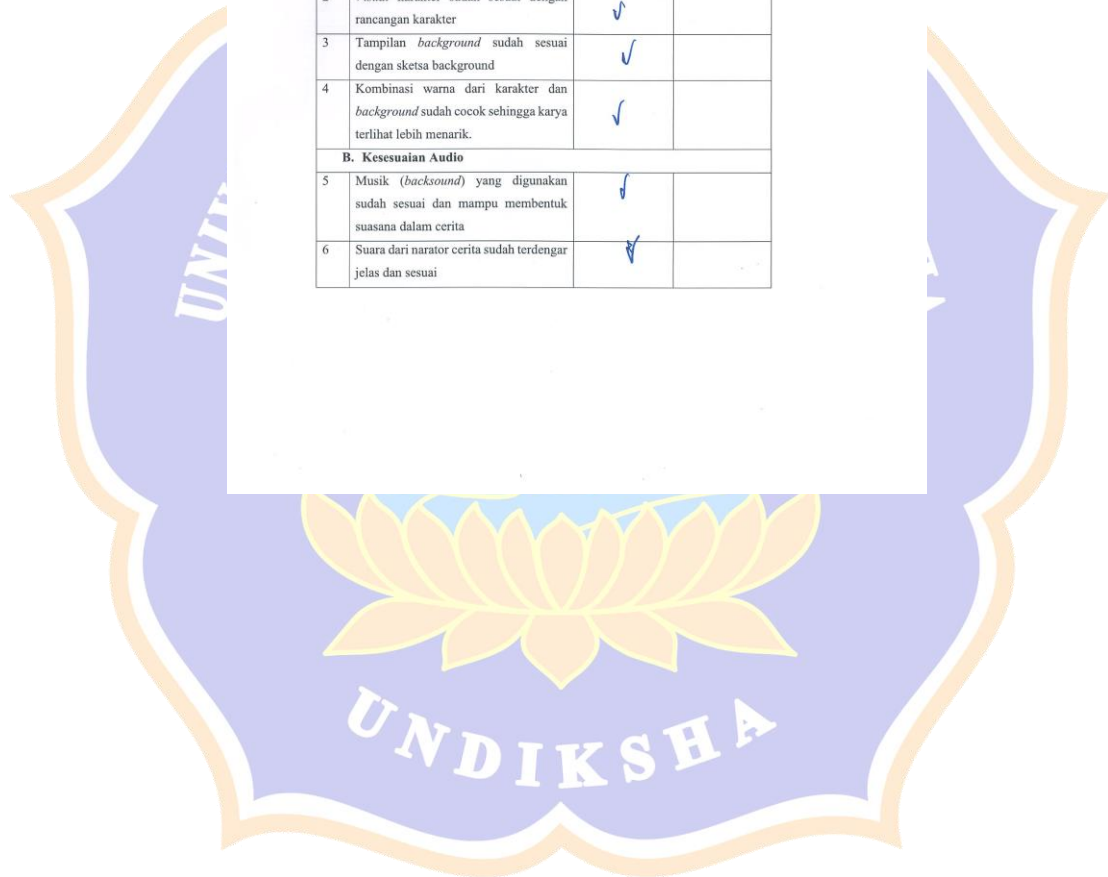 rancangan karakter
3 Tampilan background sudah sesuai
dengan sketsa background
4 Kombinasi warna dari karakter dan
background sudah cocok sehingga karya
terlihat lebih menarik.
B. Kesesuaian Audio
5 Musik (backsound) yang digunakan
sudah sesuai dan mampu membentuk
suasana dalam cerita
6 Suara dari narator cerita sudah terdengar
jelas dan sesuai
UNDIKSHA